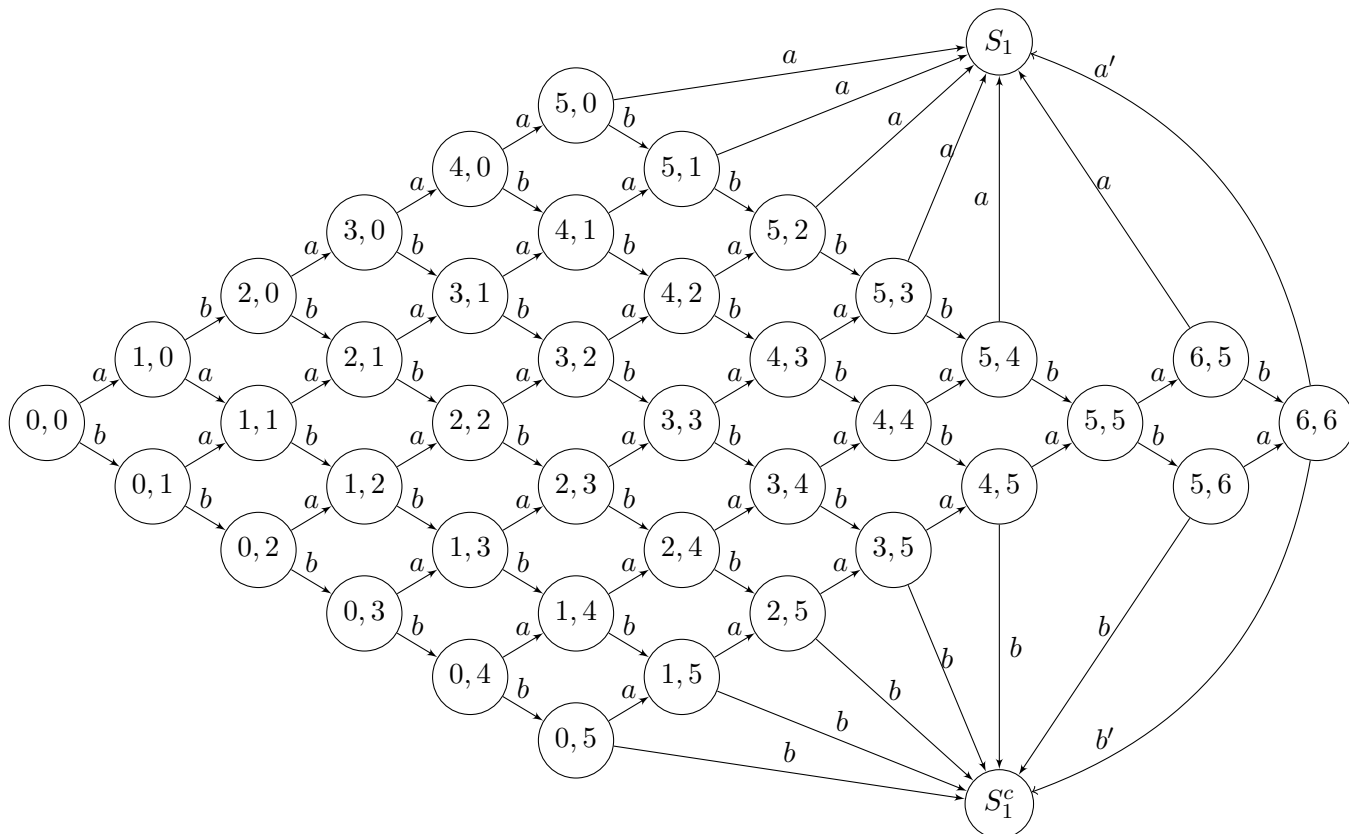 S₁
a
a′
a
5, 0
a b a
a
4, 0 5, 1
a b a b a
a
3, 0 4, 1 5, 2
a b a b a b
2, 0 3, 1 4, 2 5, 3
b b a b a b a b
1, 0 2, 1 3, 2 4, 3 5, 4 6, 5
a a a b a b a b a b a b
0, 0 1, 1 2, 2 3, 3 4, 4 5, 5 6, 6
b a b a b a b a b a b a
0, 1 1, 2 2, 3 3, 4 4, 5 5, 6
b a b a b a b a
0, 2 1, 3 2, 4 3, 5
b a b a b a
0, 3 1, 4 2, 5
b a b a b
b
b
0, 4 1, 5
b a b
b
0, 5 b′
b
S₁ᶜ